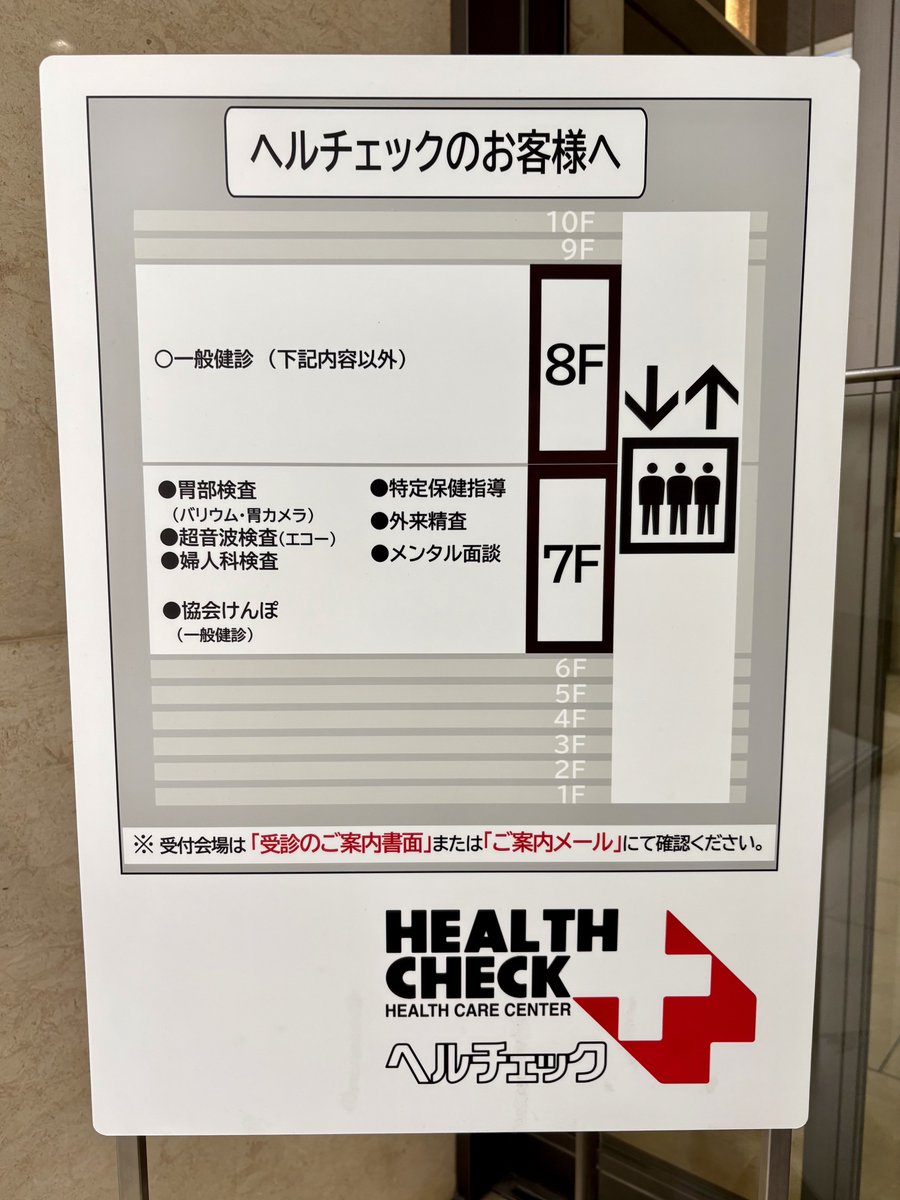 ヘルチェックのお客様へ
10F
9F
○一般健診（下記内容以外）
8F
●胃部検査
（バリウム・胃カメラ）
●超音波検査（エコー）
●婦人科検査
●協会けんぽ
（一般健診）
●特定保健指導
●外来精査
●メンタル面談
7F
6F
5F
4F
3F
2F
1F
※ 受付会場は「受診のご案内書面」または「ご案内メール」にて確認ください。
HEALTH
CHECK
HEALTH CARE CENTER
ヘルチェック